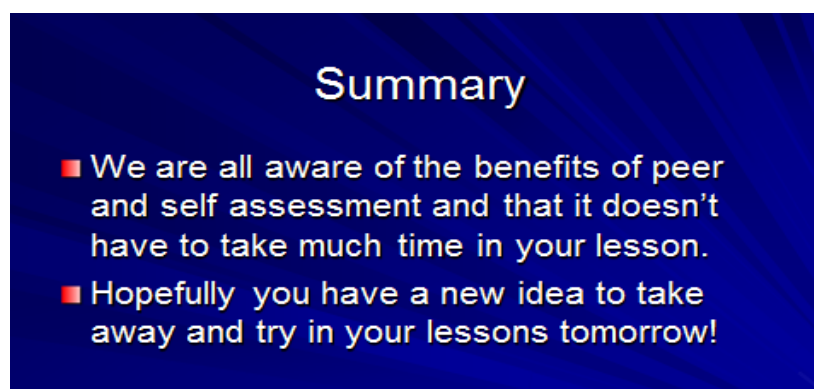 Summary
We are all aware of the benefits of peer
and self assessment and that it doesn't
have to take much time in your lesson.
Hopefully you have a new idea to take
away and try in your lessons tomorrow!